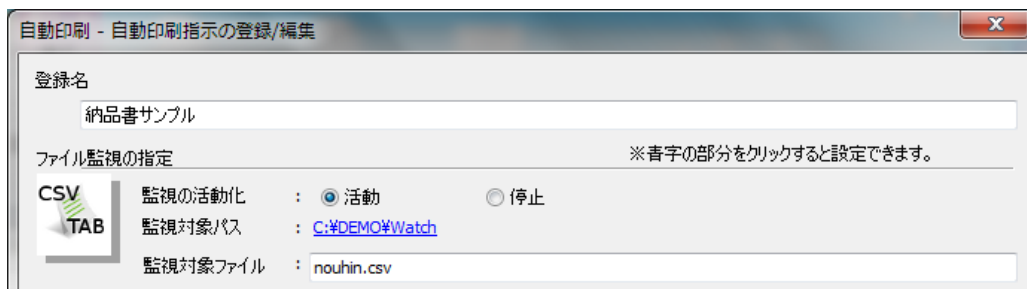 自動印刷 - 自動印刷指示の登録/編集
登録名
納品書サンプル
ファイル監視の指定 ※青字の部分をクリックすると設定できます。
CSV
TAB
監視の活動化 : 活動 停止
監視対象パス : C:¥DEMO¥Watch
監視対象ファイル : nouhin.csv